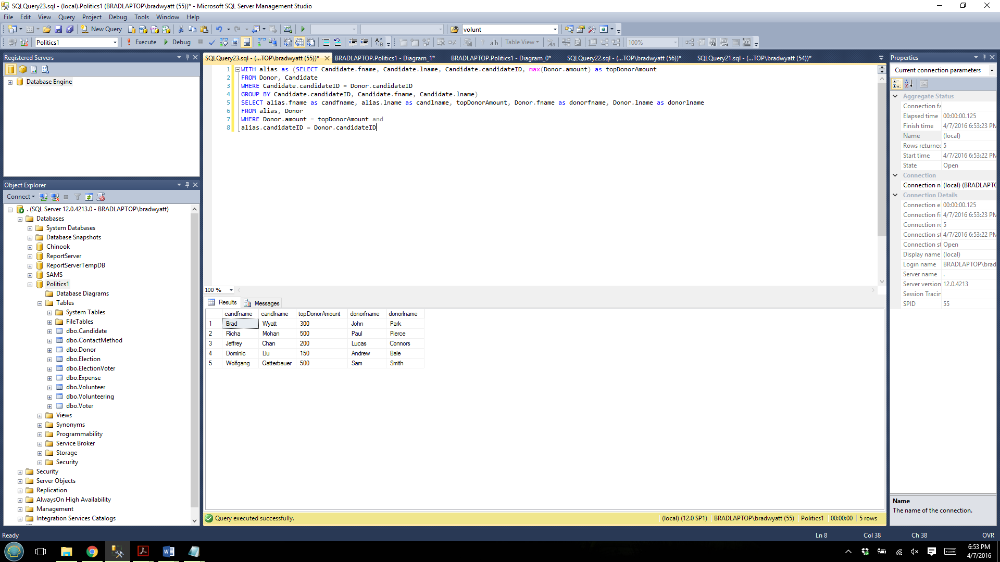 SQLQuery23.sql - (local).Politics1 (BRADLAPTOP\bradwyatt (55))* - Microsoft SQL Server Management Studio
File Edit View Query Project Debug Tools Window Help
New Query volunt
Politics1 Execute Debug Table View 100%
Registered Servers
Database Engine
Object Explorer
Connect
. (SQL Server 12.0.4213.0 - BRADLAPTOP\bradwyatt)
Databases
System Databases
Database Snapshots
Chinook
ReportServer
ReportServerTempDB
SAMS
Politics1
Database Diagrams
Tables
System Tables
FileTables
dbo.Candidate
dbo.ContactMethod
dbo.Donor
dbo.Election
dbo.ElectionVoter
dbo.Expense
dbo.Volunteer
dbo.Volunteering
dbo.Voter
Views
Synonyms
Programmability
Service Broker
Storage
Security
Security
Server Objects
Replication
AlwaysOn High Availability
Management
Integration Services Catalogs
SQLQuery23.sql - (...TOP\bradwyatt (55))* BRADLAPTOP.Politics1 - Diagram_1* BRADLAPTOP.Politics1 - Diagram_0* SQLQuery22.sql - (...TOP\bradwyatt (56))* SQLQuery21.sql - (...TOP\bradwyatt (54))*
1 WITH alias as (SELECT Candidate.fname, Candidate.lname, Candidate.candidateID, max(Donor.amount) as topDonorAmount
2 FROM Donor, Candidate
3 WHERE Candidate.candidateID = Donor.candidateID
4 GROUP BY Candidate.candidateID, Candidate.fname, Candidate.lname)
5 SELECT alias.fname as candfname, alias.lname as candlname, topDonorAmount, Donor.fname as donorfname, Donor.lname as donorlname
6 FROM alias, Donor
7 WHERE Donor.amount = topDonorAmount and
8 alias.candidateID = Donor.candidateID
100 %
Results Messages
candfname candlname topDonorAmount donorfname donorlname
1 Brad Wyatt 300 John Park
2 Richa Mohan 500 Paul Pierce
3 Jeffrey Chan 200 Lucas Connors
4 Dominic Liu 150 Andrew Bale
5 Wolfgang Gatterbauer 500 Sam Smith
Query executed successfully. (local) (12.0 SP1) BRADLAPTOP\bradwyatt (55) Politics1 00:00:00 5 rows
Properties
Current connection parameters
Aggregate Status
Connection fa
Elapsed time 00:00:00.125
Finish time 4/7/2016 6:53:23 PM
Name (local)
Rows returned 5
Start time 4/7/2016 6:53:22 PM
State Open
Connection
Connection n (local) (BRADLAPTO
Connection Details
Connection e 00:00:00.125
Connection fi 4/7/2016 6:53:23 PM
Connection ro 5
Connection st 4/7/2016 6:53:22 PM
Connection st Open
Display name (local)
Login name BRADLAPTOP\brad
Server name .
Server version 12.0.4213
Session Tracin
SPID 55
Name
The name of the connection.
Ready Ln 8 Col 38 Ch 38 OVR
6:53 PM
4/7/2016